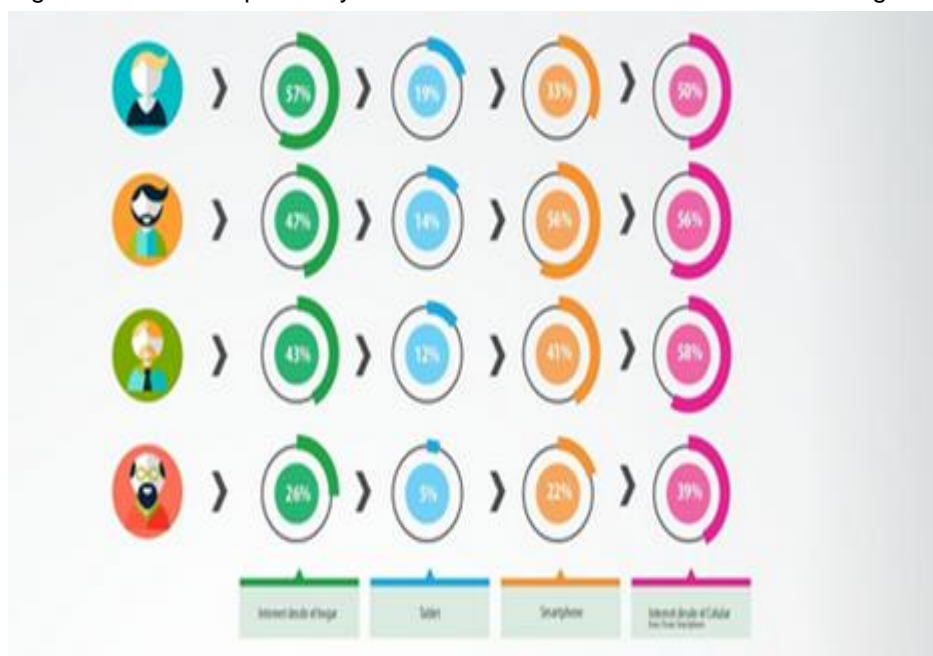 57% 19% 33% 50%
47% 14% 56% 56%
43% 12% 41% 58%
26% 5% 22% 39%
Internet desde el hogar
Tablet
Smartphone
Internet desde el Celular